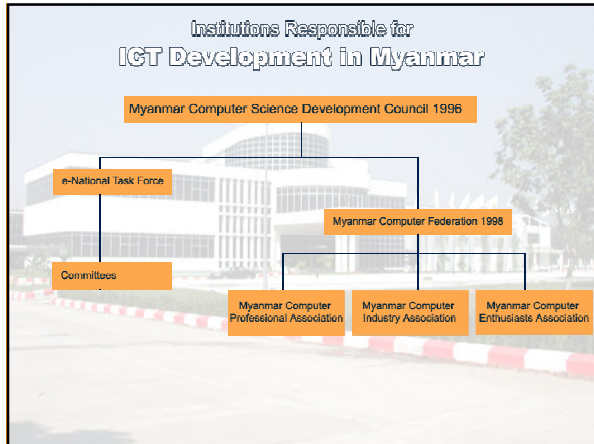 Institutions Responsible for
ICT Development in Myanmar
Myanmar Computer Science Development Council 1996
e-National Task Force
Myanmar Computer Federation 1998
Committees
Myanmar Computer
Professional Association
Myanmar Computer
Industry Association
Myanmar Computer
Enthusiasts Association